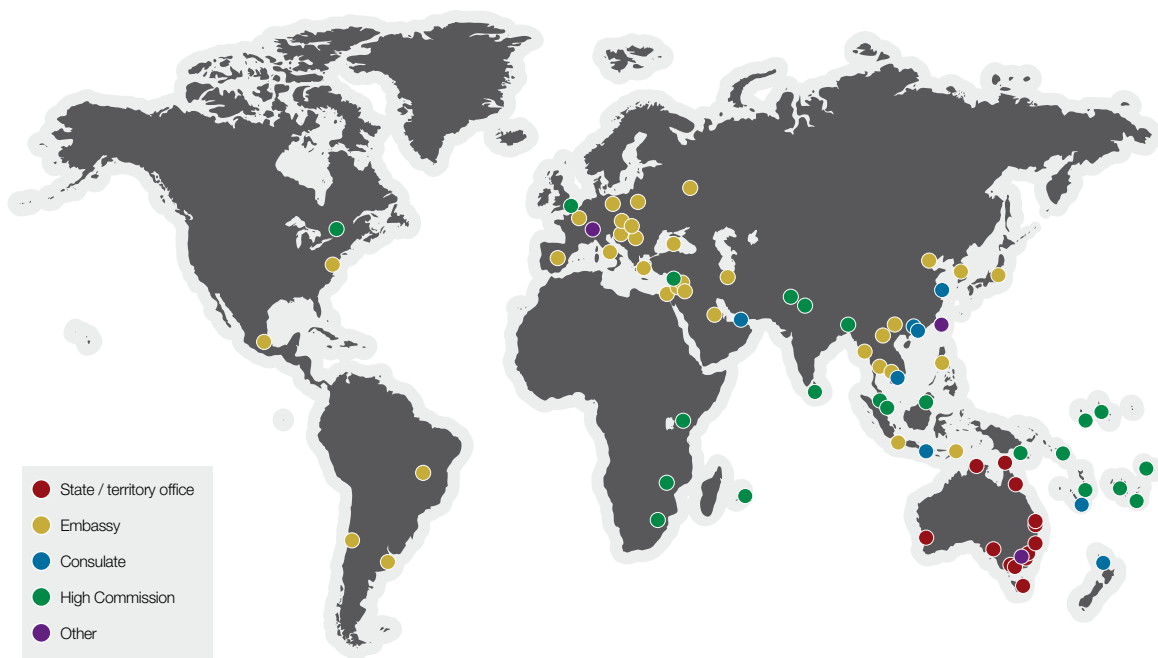 State / territory office
Embassy
Consulate
High Commission
Other